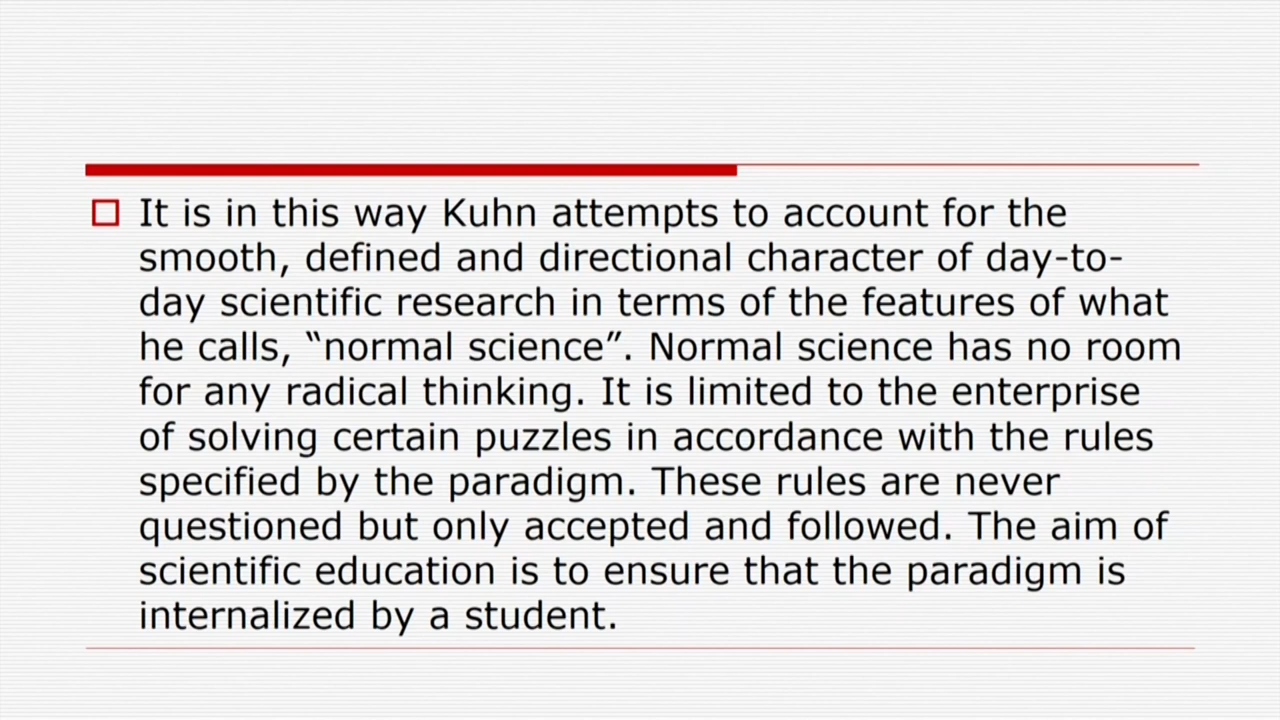 It is in this way Kuhn attempts to account for the
smooth, defined and directional character of day-to-
day scientific research in terms of the features of what
he calls, “normal science”. Normal science has no room
for any radical thinking. It is limited to the enterprise
of solving certain puzzles in accordance with the rules
specified by the paradigm. These rules are never
questioned but only accepted and followed. The aim of
scientific education is to ensure that the paradigm is
internalized by a student.